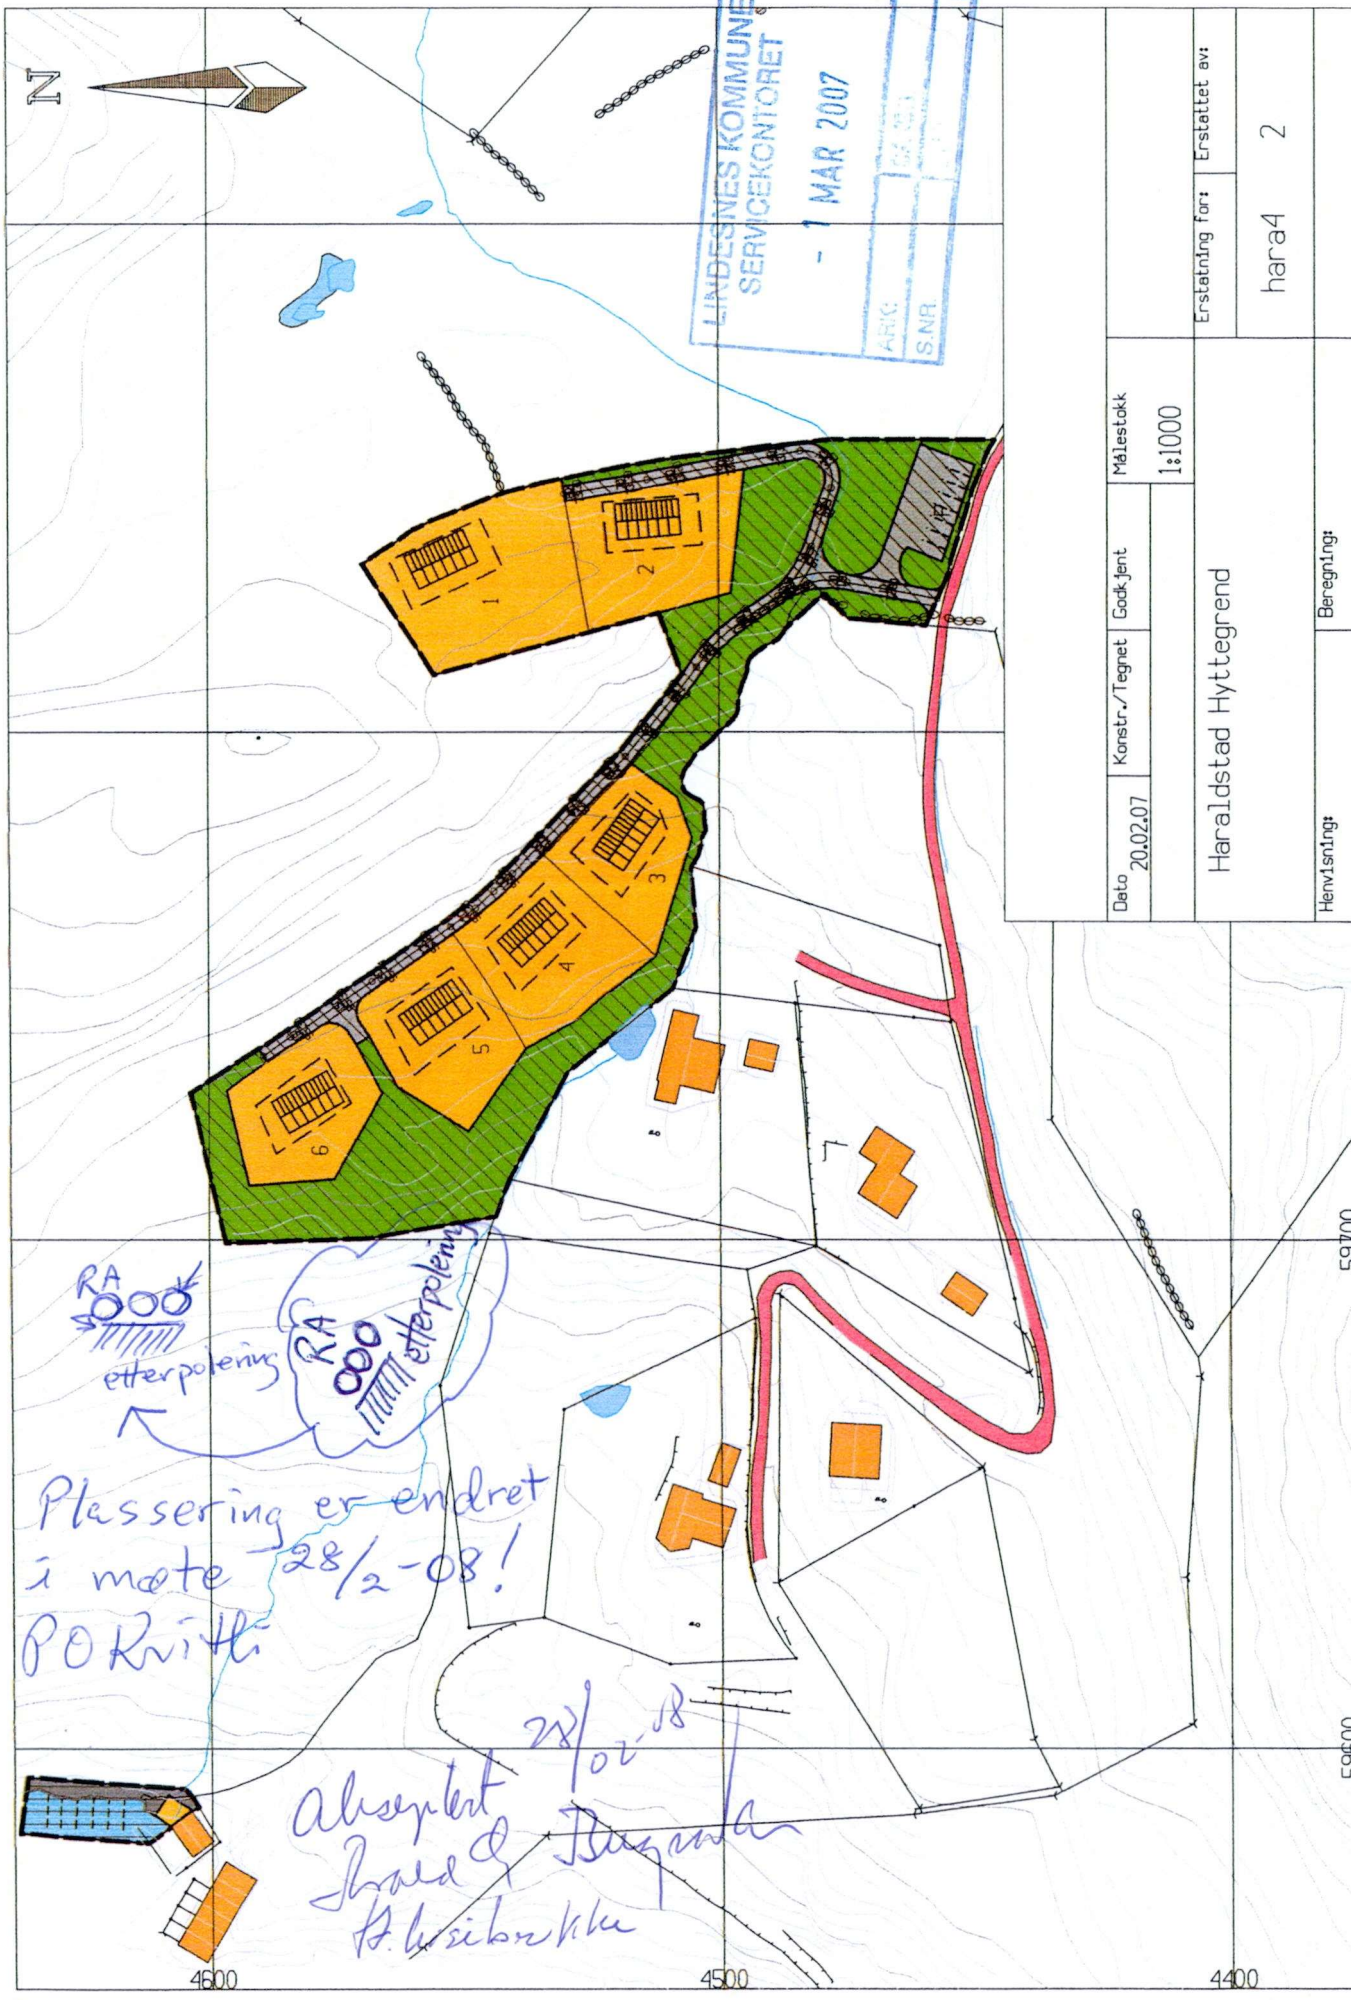 N
LINDESNES KOMMUNE
SERVICEKONTORET
- 1 MAR 2007
ARK:
S.NR.
1
2
3
4
5
6
RA
etterpolering
RA
etterpolering
Plassering er endret
i møte 28/2-08!
Akseptert 28/02-08
Dato
20.02.07
Konstr./Tegnet
Godkjent
Målestokk
1:1000
Haraldstad Hyttegrend
Erstatning for:
Erstattet av:
hara4 2
Henvisning:
Beregning:
4600
4500
4400
59700
59600